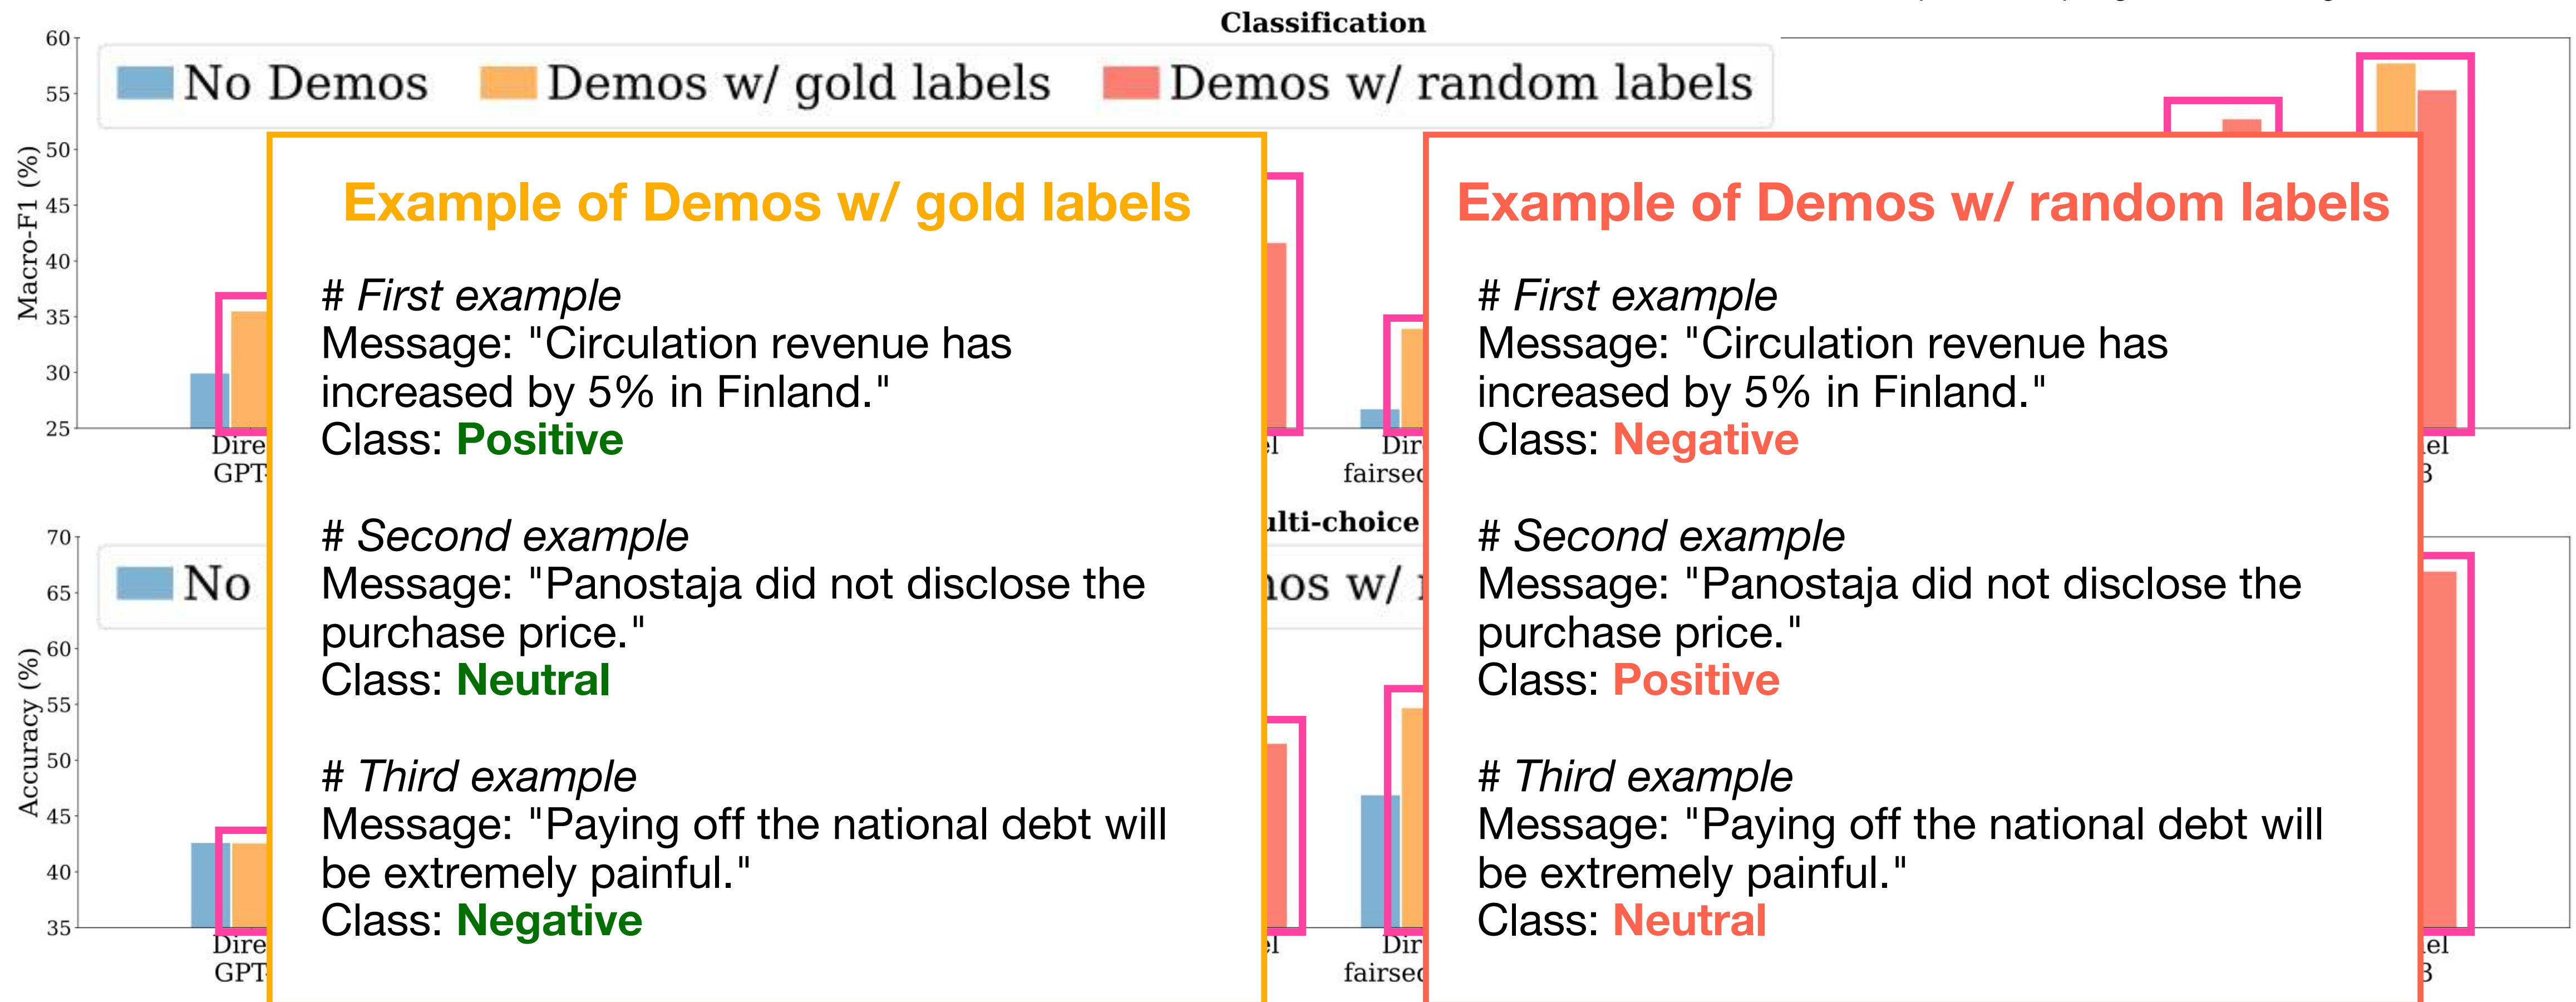 Classification
60
55
50
45
40
35
30
25
Macro-F1 (%)
No Demos
Demos w/ gold labels
Demos w/ random labels
Example of Demos w/ gold labels
# First example
Message: "Circulation revenue has
increased by 5% in Finland."
Class: Positive
# Second example
Message: "Panostaja did not disclose the
purchase price."
Class: Neutral
# Third example
Message: "Paying off the national debt will
be extremely painful."
Class: Negative
Example of Demos w/ random labels
# First example
Message: "Circulation revenue has
increased by 5% in Finland."
Class: Negative
# Second example
Message: "Panostaja did not disclose the
purchase price."
Class: Positive
# Third example
Message: "Paying off the national debt will
be extremely painful."
Class: Neutral
70
65
60
55
50
45
40
35
Accuracy (%)
No
w/